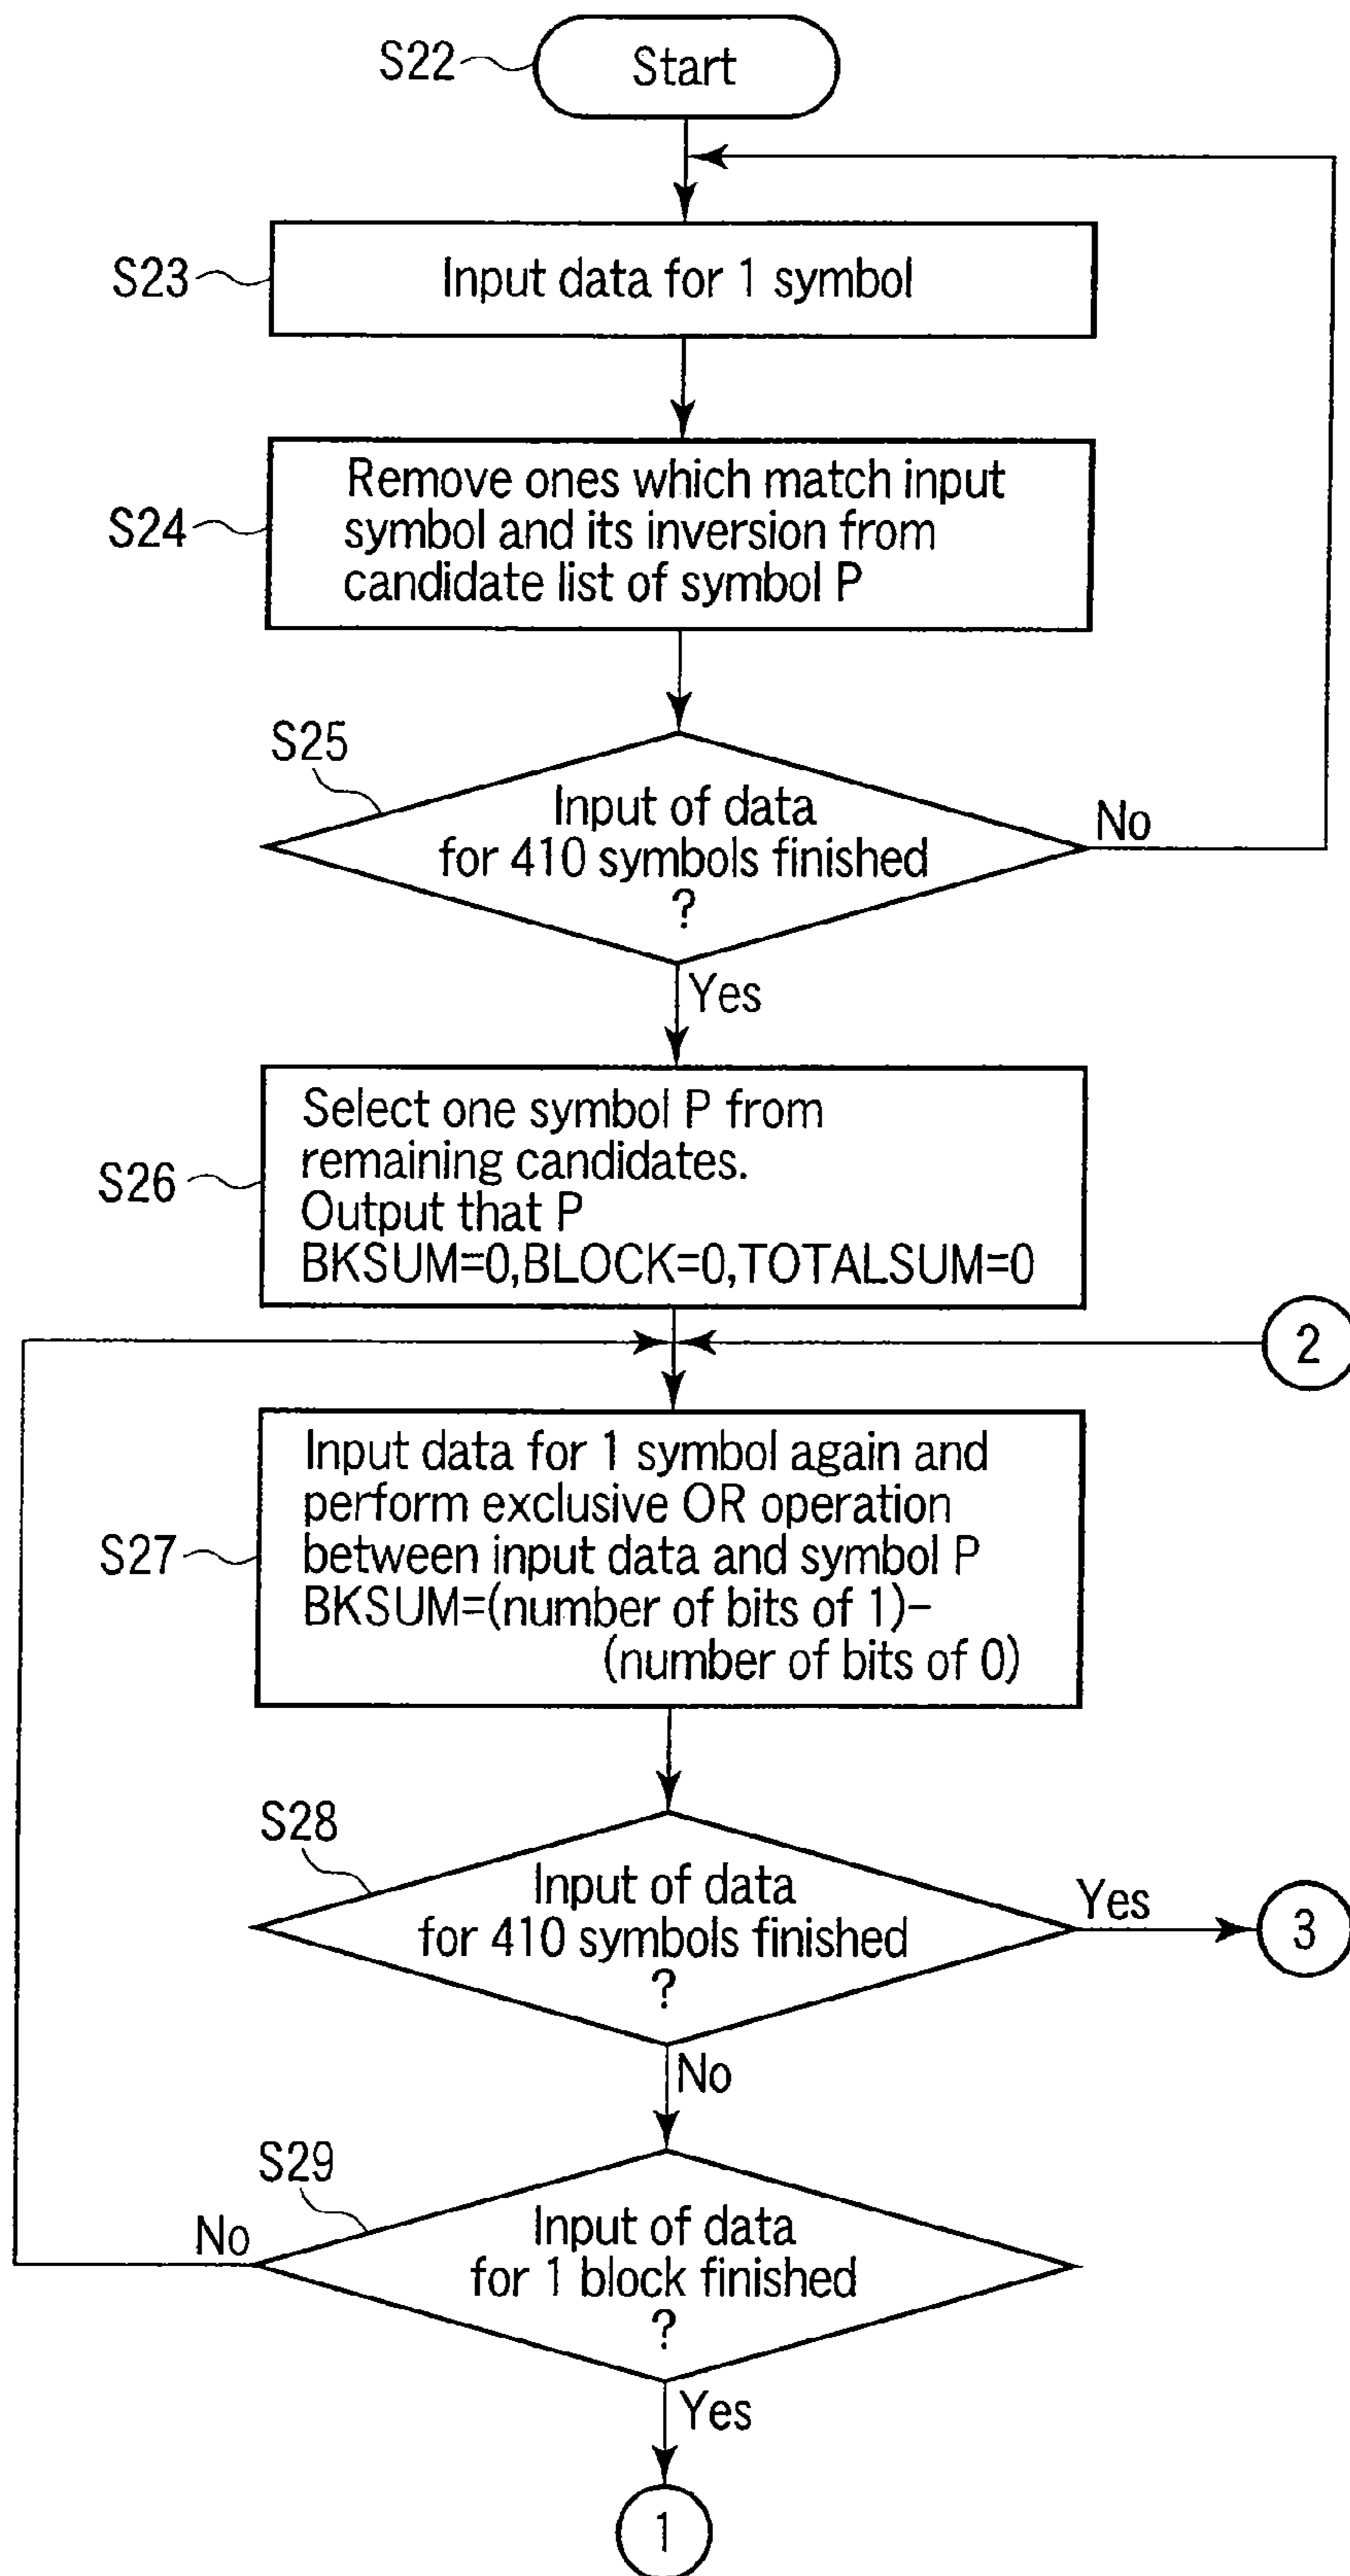 S22
Start
S23
Input data for 1 symbol
S24
Remove ones which match input
symbol and its inversion from
candidate list of symbol P
S25
Input of data
for 410 symbols finished
?
No
Yes
S26
Select one symbol P from
remaining candidates.
Output that P
BKSUM=0,BLOCK=0,TOTALSUM=0
2
S27
Input data for 1 symbol again and
perform exclusive OR operation
between input data and symbol P
BKSUM=(number of bits of 1)–
(number of bits of 0)
S28
Input of data
for 410 symbols finished
?
Yes
3
No
S29
Input of data
for 1 block finished
?
No
Yes
1